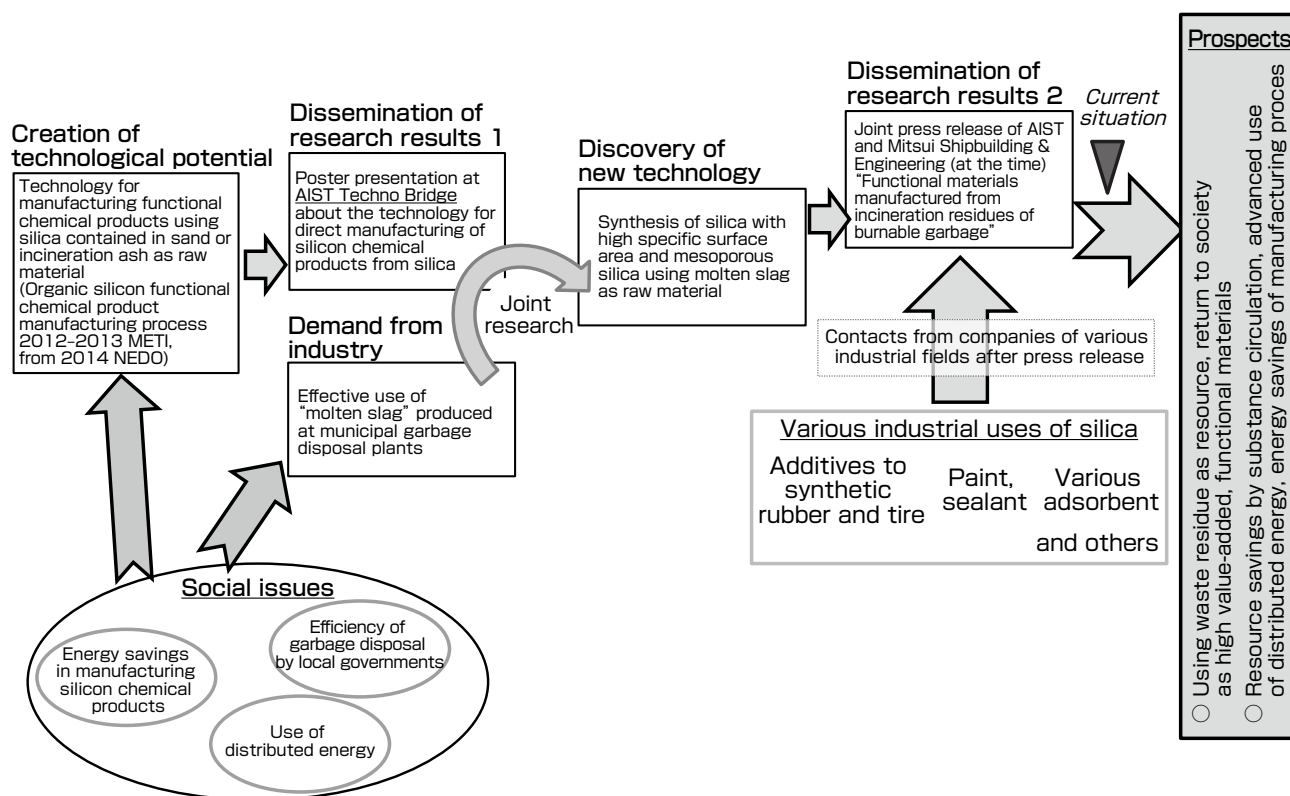 Creation of
technological potential
Technology for
manufacturing functional
chemical products using
silica contained in sand or
incineration ash as raw
material
(Organic silicon functional
chemical product
manufacturing process
2012–2013 METI,
from 2014 NEDO)
Dissemination of
research results 1
Poster presentation at
AIST Techno Bridge
about the technology for
direct manufacturing of
silicon chemical
products from silica
Demand from
industry
Effective use of
“molten slag” produced
at municipal garbage
disposal plants
Joint
research
Discovery of
new technology
Synthesis of silica with
high specific surface
area and mesoporous
silica using molten slag
as raw material
Dissemination of
research results 2
Joint press release of AIST
and Mitsui Shipbuilding &
Engineering (at the time)
“Functional materials
manufactured from
incineration residues of
burnable garbage”
Current
situation
Contacts from companies of various
industrial fields after press release
Various industrial uses of silica
Additives to
synthetic
rubber and tire
Paint,
sealant
Various
adsorbent
and others
Social issues
Energy savings
in manufacturing
silicon chemical
products
Efficiency of
garbage disposal
by local governments
Use of
distributed energy
Prospects
○ Using waste residue as resource, return to society
as high value-added, functional materials
○ Resource savings by substance circulation, advanced use
of distributed energy, energy savings of manufacturing proces